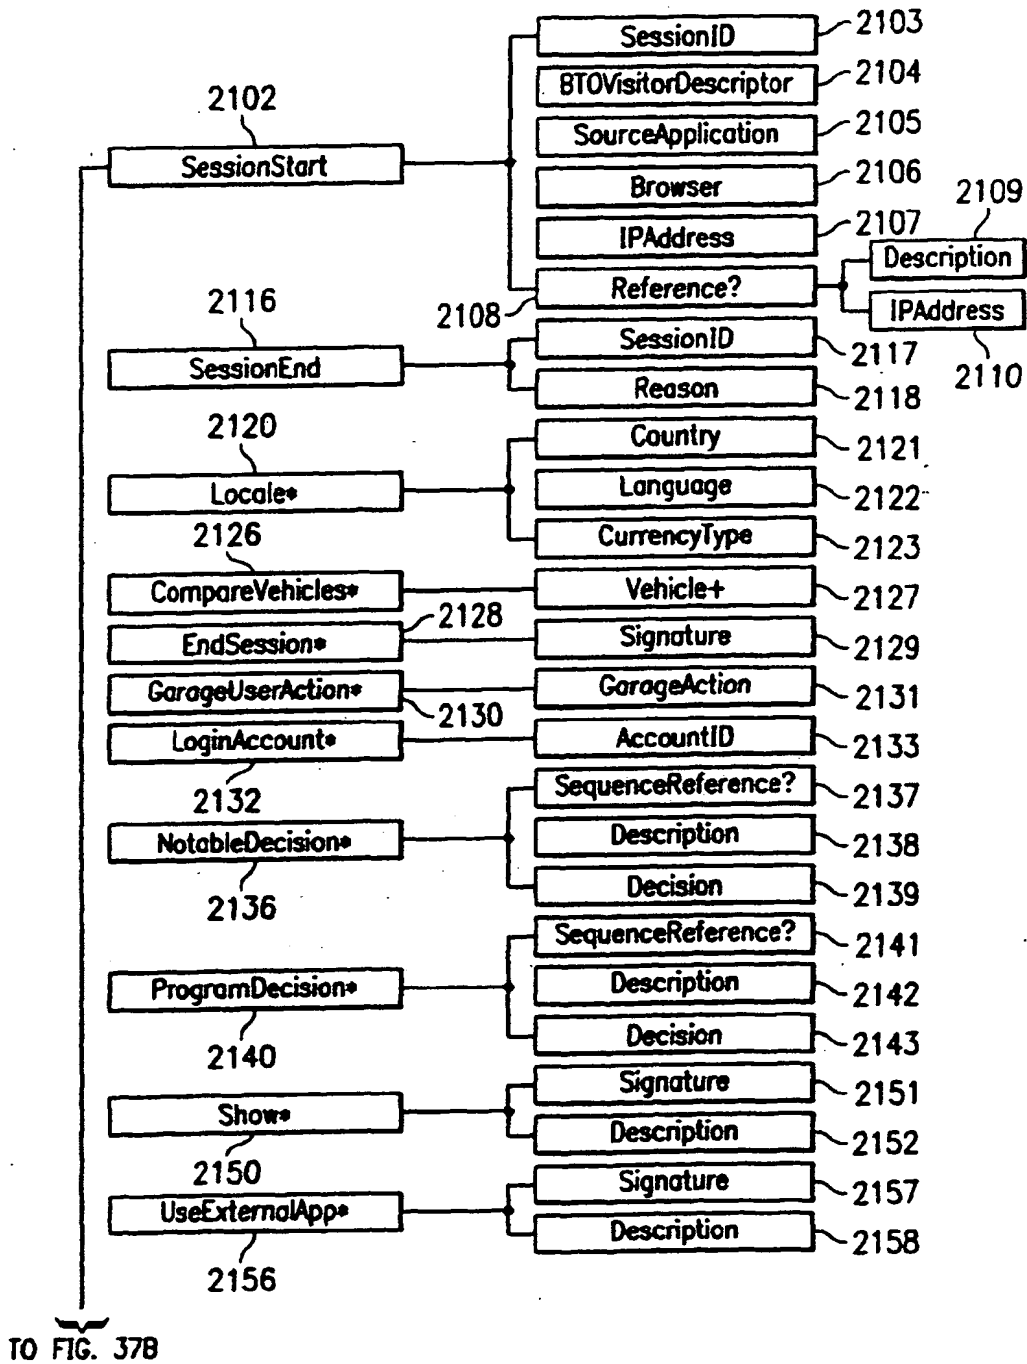 SessionID
2103
BTOVisitorDescriptor
2104
2102
SourceApplication
2105
SessionStart
Browser
2106
2109
IPAddress
2107
Description
2116
2108
Reference?
IPAddress
2110
SessionEnd
SessionID
2117
Reason
2118
2120
Country
2121
Locale*
Language
2122
2126
CurrencyType
2123
CompareVehicles*
Vehicle+
2127
EndSession*
2128
Signature
2129
GarageUserAction*
2130
GarageAction
2131
LoginAccount*
AccountID
2133
2132
SequenceReference?
2137
NotableDecision*
Description
2138
2136
Decision
2139
SequenceReference?
2141
ProgramDecision*
Description
2142
2140
Decision
2143
Signature
2151
Show*
Description
2152
2150
Signature
2157
UseExternalApp*
Description
2158
2156
TO FIG. 37B